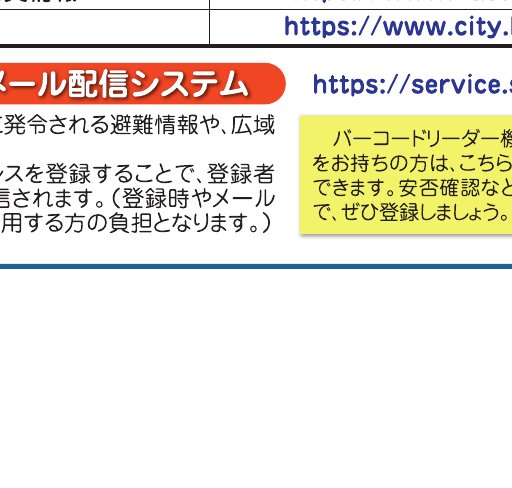 https://www.city.
メール配信システム
https://service.s
発令される避難情報や、広域
スを登録することで、登録者
信されます。（登録時やメール
用する方の負担となります。）
バーコードリーダー機
をお持ちの方は、こちら
できます。安否確認など
で、ぜひ登録しましょう。